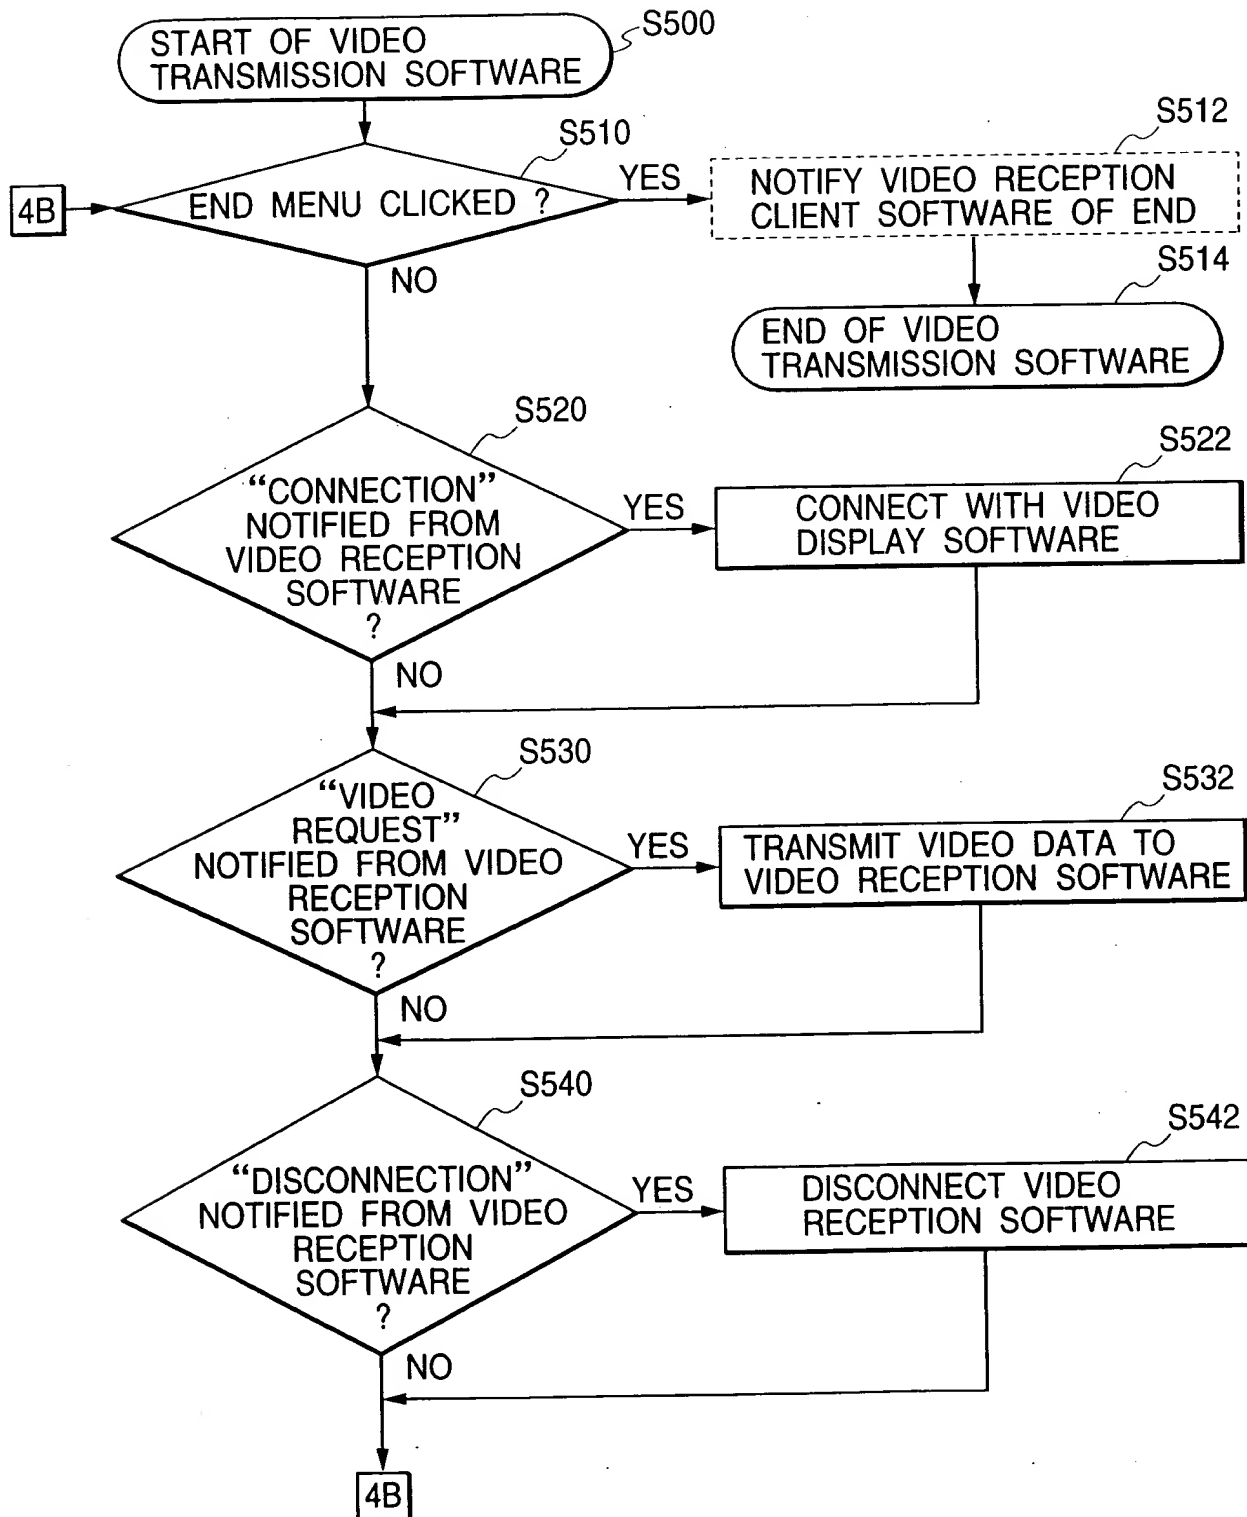 START OF VIDEO
TRANSMISSION SOFTWARE
S500
S510
4B
END MENU CLICKED ?
YES
S512
NOTIFY VIDEO RECEPTION
CLIENT SOFTWARE OF END
NO
S514
END OF VIDEO
TRANSMISSION SOFTWARE
S520
“CONNECTION”
NOTIFIED FROM
VIDEO RECEPTION
SOFTWARE
?
YES
S522
CONNECT WITH VIDEO
DISPLAY SOFTWARE
NO
S530
“VIDEO
REQUEST”
NOTIFIED FROM VIDEO
RECEPTION
SOFTWARE
?
YES
S532
TRANSMIT VIDEO DATA TO
VIDEO RECEPTION SOFTWARE
NO
S540
“DISCONNECTION”
NOTIFIED FROM VIDEO
RECEPTION
SOFTWARE
?
YES
S542
DISCONNECT VIDEO
RECEPTION SOFTWARE
NO
4B